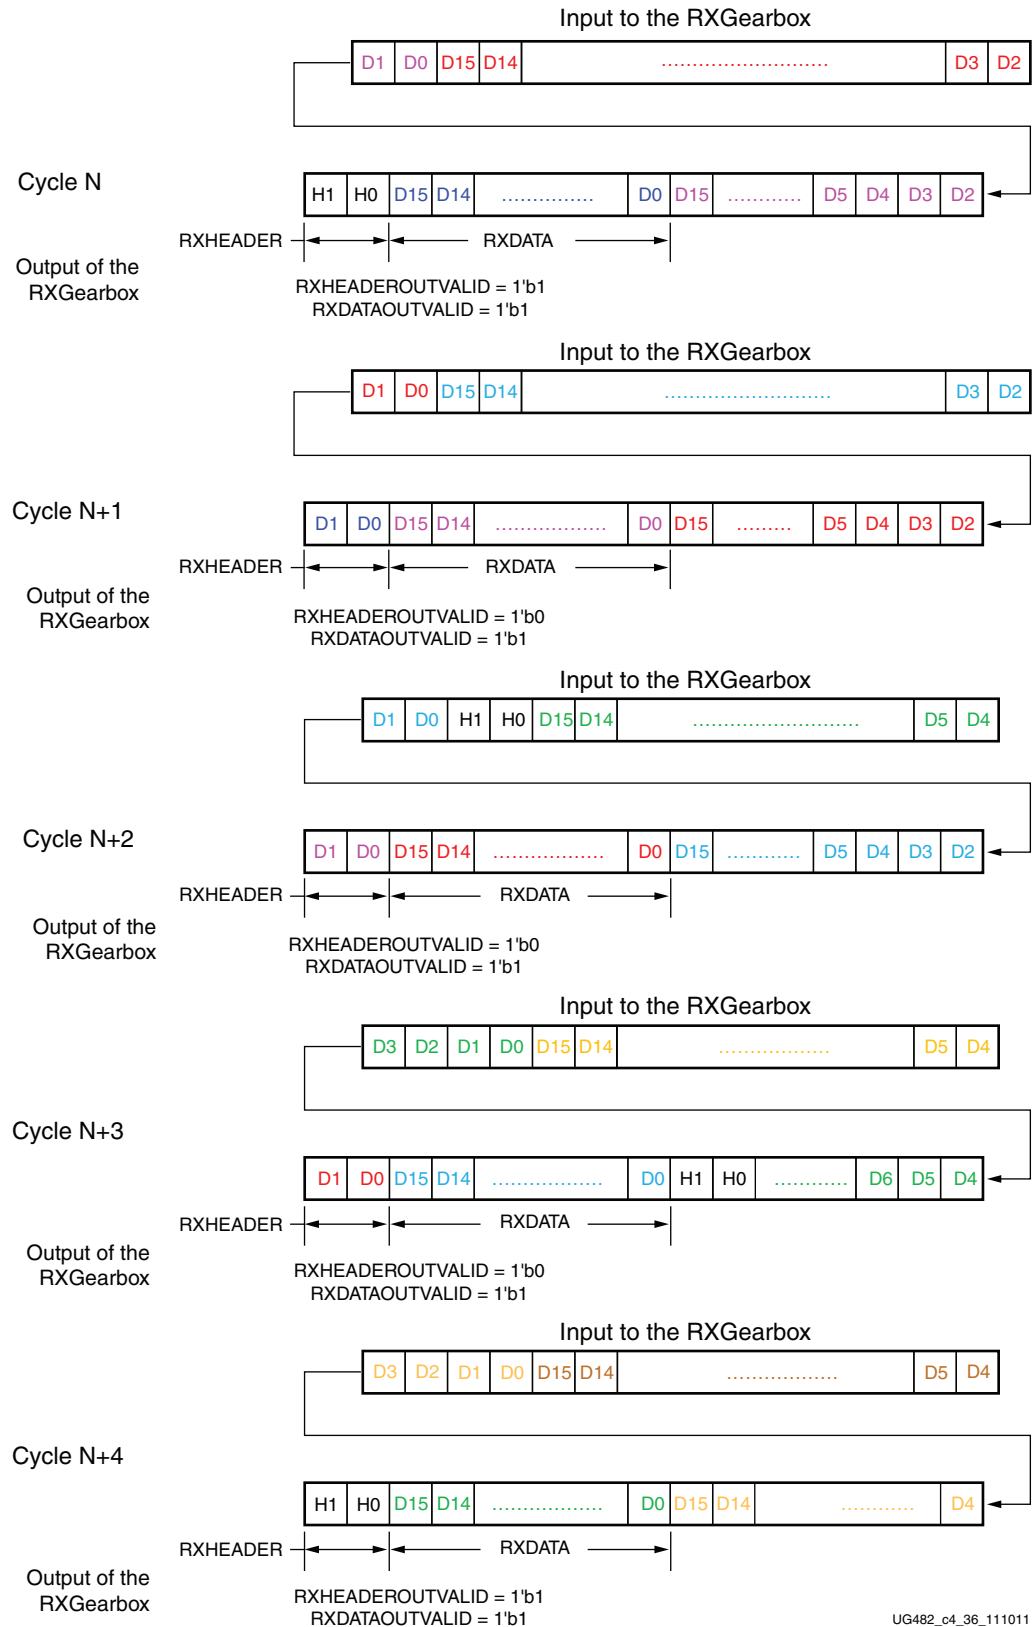 Input to the RXGearbox
D1 D0 D15 D14 ........................... D3 D2
Cycle N
H1 H0 D15 D14 ............... D0 D15 ............ D5 D4 D3 D2
RXHEADER RXDATA
Output of the
RXGearbox
RXHEADEROUTVALID = 1'b1
RXDATAOUTVALID = 1'b1
Input to the RXGearbox
D1 D0 D15 D14 ........................... D3 D2
Cycle N+1
D1 D0 D15 D14 .................. D0 D15 ......... D5 D4 D3 D2
RXHEADER RXDATA
Output of the
RXGearbox
RXHEADEROUTVALID = 1'b0
RXDATAOUTVALID = 1'b1
Input to the RXGearbox
D1 D0 H1 H0 D15 D14 ........................... D5 D4
Cycle N+2
D1 D0 D15 D14 .................. D0 D15 ............ D5 D4 D3 D2
RXHEADER RXDATA
Output of the
RXGearbox
RXHEADEROUTVALID = 1'b0
RXDATAOUTVALID = 1'b1
Input to the RXGearbox
D3 D2 D1 D0 D15 D14 .................. D5 D4
Cycle N+3
D1 D0 D15 D14 .................. D0 H1 H0 ............ D6 D5 D4
RXHEADER RXDATA
Output of the
RXGearbox
RXHEADEROUTVALID = 1'b0
RXDATAOUTVALID = 1'b1
Input to the RXGearbox
D3 D2 D1 D0 D15 D14 .................. D5 D4
Cycle N+4
H1 H0 D15 D14 .................. D0 D15 D14 ............ D4
RXHEADER RXDATA
Output of the
RXGearbox
RXHEADEROUTVALID = 1'b1
RXDATAOUTVALID = 1'b1
UG482_c4_36_111011